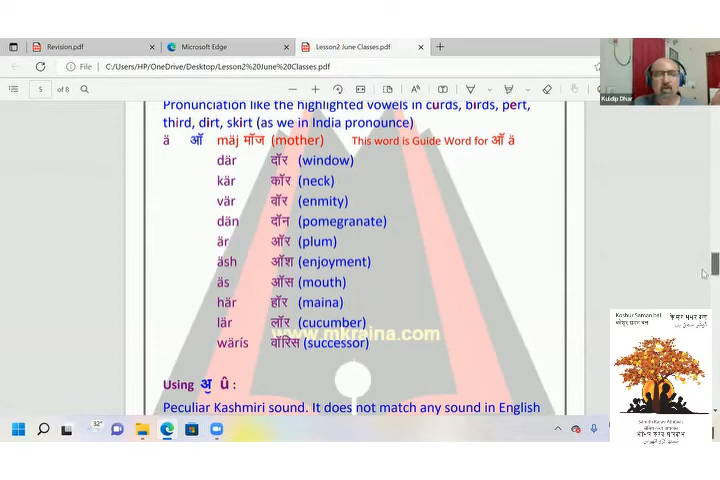 Revision.pdf
Microsoft Edge
Lesson2 June Classes.pdf
File
C:/Users/HP/OneDrive/Desktop/Lesson2%20June%20Classes.pdf
5 of 8
Kuldip Dhar
Pronunciation like the highlighted vowels in curds, birds, pert,
third, dirt, skirt (as we in India pronounce)
ä ऑ mäj मॉज (mother) This word is Guide Word for ऑ ä
där दॉर (window)
kär कॉर (neck)
vär वॉर (enmity)
dän दॉन (pomegranate)
är ऑर (plum)
äsh ऑश (enjoyment)
äs ऑस (mouth)
här हॉर (maina)
lär लॉर (cucumber)
www.mkraina.com
wärís वॉरिस (successor)
Using अॖ û :
Peculiar Kashmiri sound. It does not match any sound in English
Koshur Samanbal
32°